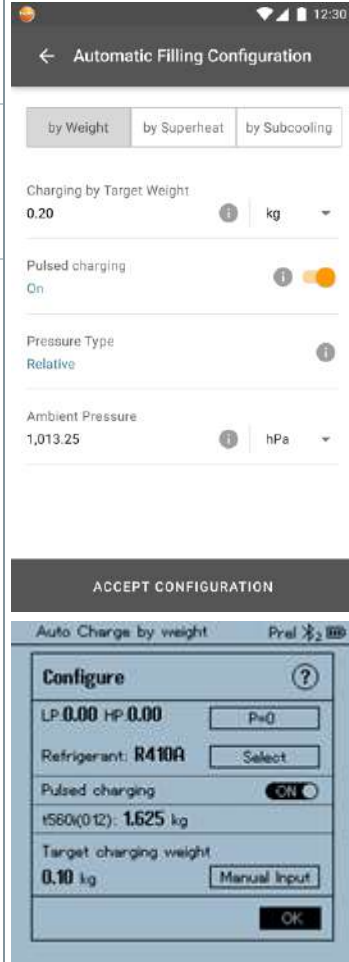 12:30
Automatic Filling Configuration
by Weight by Superheat by Subcooling
Charging by Target Weight
0.20 kg
Pulsed charging
On
Pressure Type
Relative
Ambient Pressure
1,013.25 hPa
ACCEPT CONFIGURATION
Auto Charge by weight Prel 2
Configure ?
LP:0.00 HP:0.00 P=0
Refrigerant: R410A Select
Pulsed charging ON
t560i(012): 1.625 kg
Target charging weight
0.10 kg Manual Input
OK